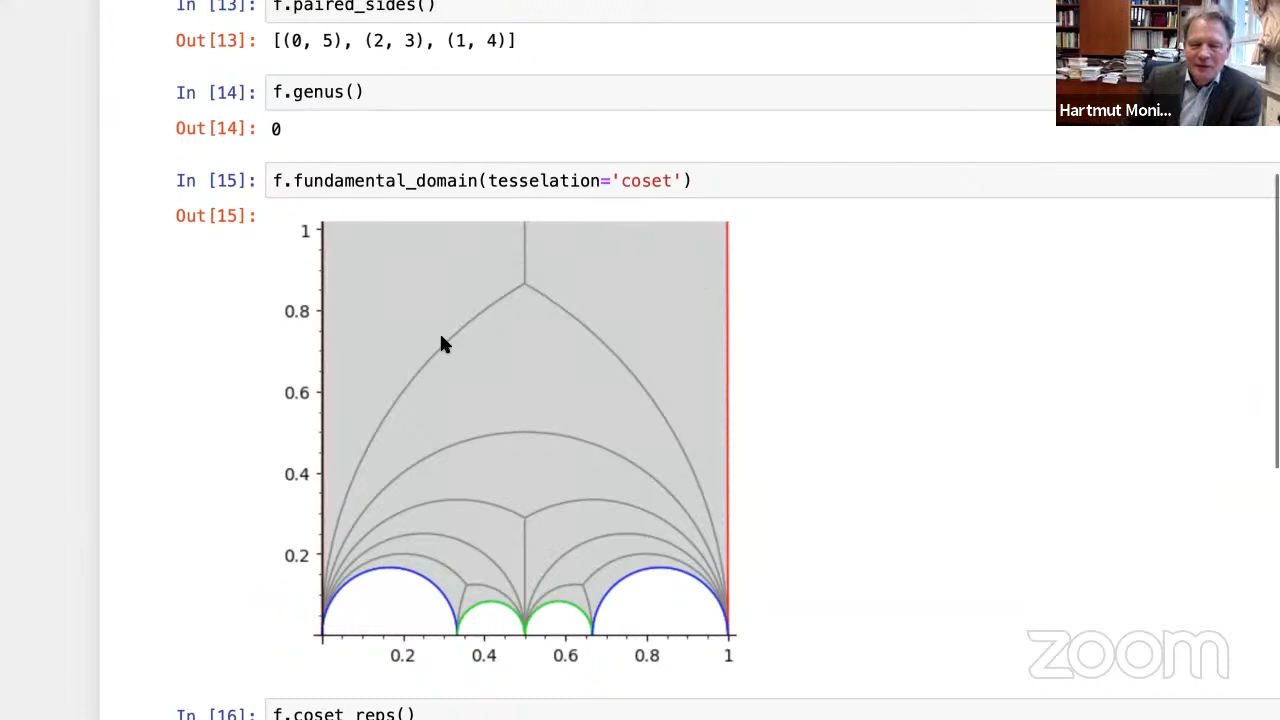 In [13]: f.paired_sides()
Out[13]: [(0, 5), (2, 3), (1, 4)]
Hartmut Moni...
In [14]: f.genus()
Out[14]: 0
In [15]: f.fundamental_domain(tesselation='coset')
Out[15]:
1
0.8
0.6
0.4
0.2
0.2 0.4 0.6 0.8 1
zoom
In [16]: f.coset_reps()